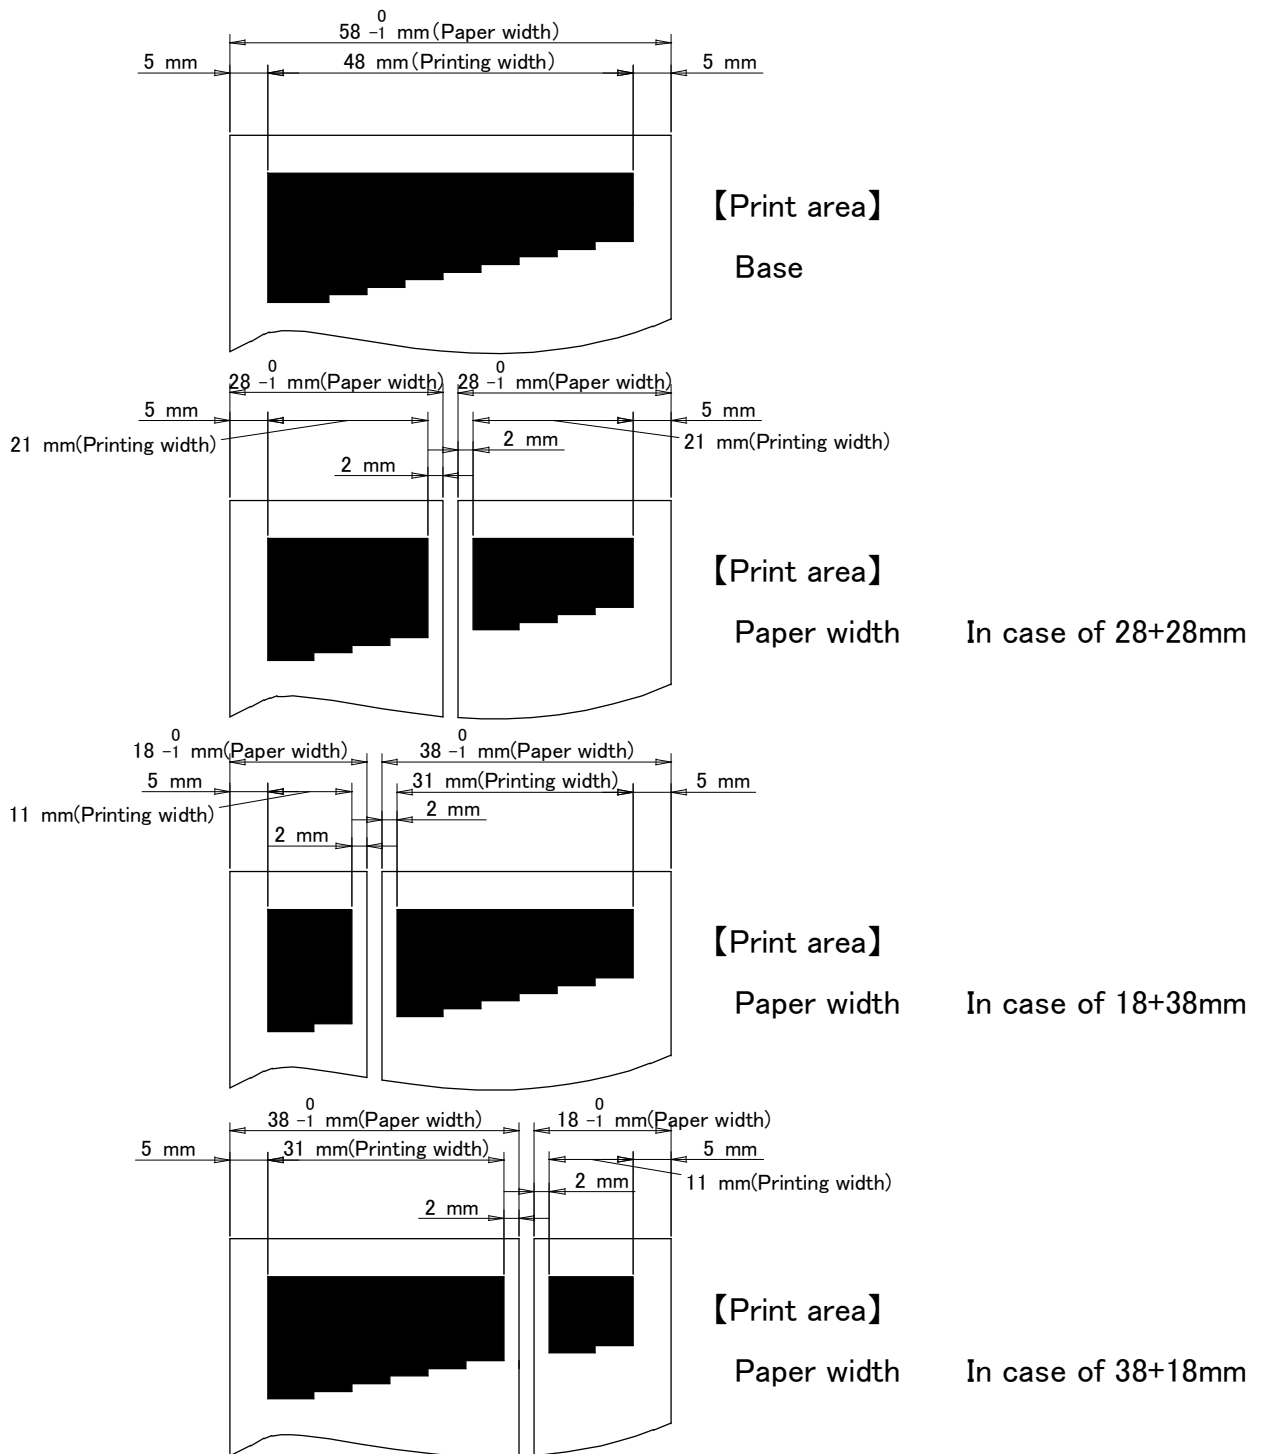 58 0/-1 mm(Paper width)
5 mm 48 mm(Printing width) 5 mm
【Print area】
Base
28 0/-1 mm(Paper width) 28 0/-1 mm(Paper width)
5 mm 5 mm
21 mm(Printing width) 2 mm 21 mm(Printing width)
2 mm
【Print area】
Paper width In case of 28+28mm
18 0/-1 mm(Paper width) 38 0/-1 mm(Paper width)
5 mm 31 mm(Printing width) 5 mm
11 mm(Printing width) 2 mm
2 mm
【Print area】
Paper width In case of 18+38mm
38 0/-1 mm(Paper width) 18 0/-1 mm(Paper width)
5 mm 31 mm(Printing width) 5 mm
2 mm 11 mm(Printing width)
2 mm
【Print area】
Paper width In case of 38+18mm